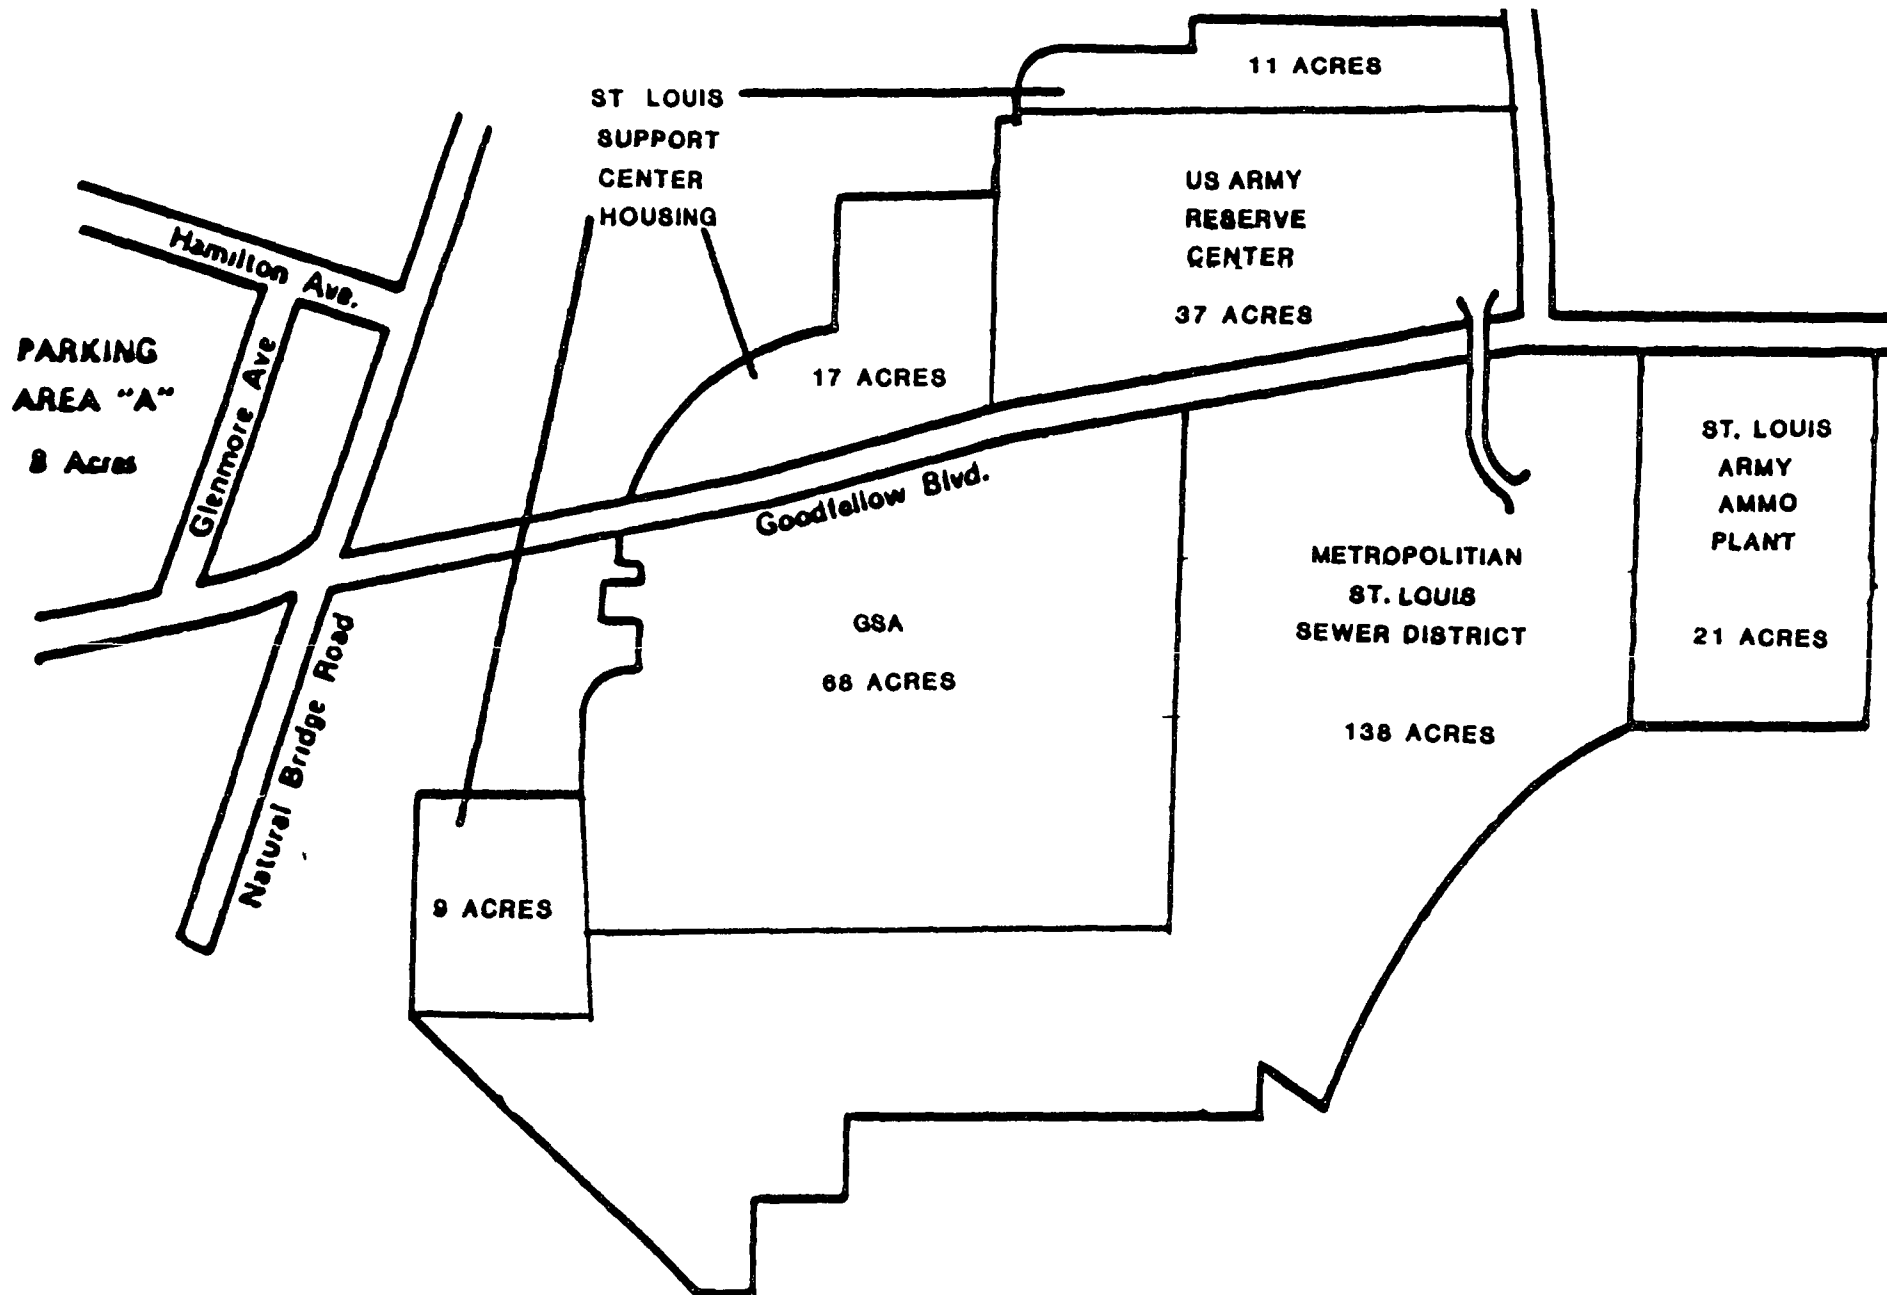 11 ACRES
ST LOUIS
SUPPORT
CENTER
HOUSING
US ARMY
RESERVE
CENTER
37 ACRES
Hamilton Ave.
PARKING
AREA "A"
8 Acres
Glenmore Ave
17 ACRES
Goodfellow Blvd.
ST. LOUIS
ARMY
AMMO
PLANT
21 ACRES
METROPOLITIAN
ST. LOUIS
SEWER DISTRICT
138 ACRES
GSA
68 ACRES
Natural Bridge Road
9 ACRES